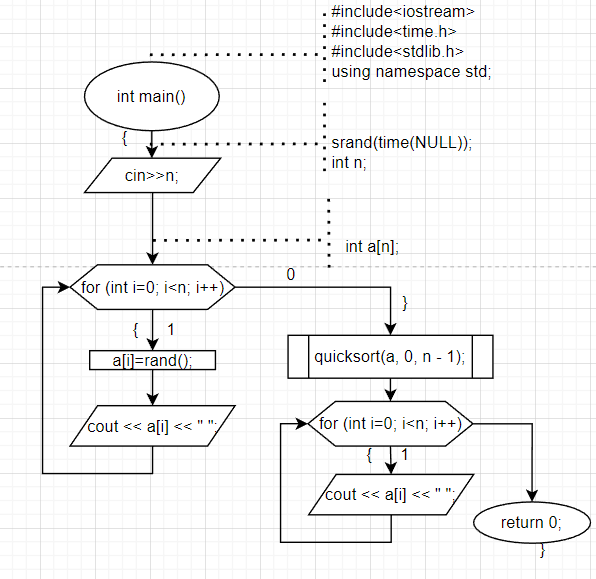 #include<iostream>
#include<time.h>
#include<stdlib.h>
using namespace std;
int main()
{
srand(time(NULL));
int n;
cin>>n;
int a[n];
for (int i=0; i<n; i++)
0
}
{ 1
a[i]=rand();
cout << a[i] << " ";
quicksort(a, 0, n - 1);
for (int i=0; i<n; i++)
{ 1
cout << a[i] << " ";
return 0;
}